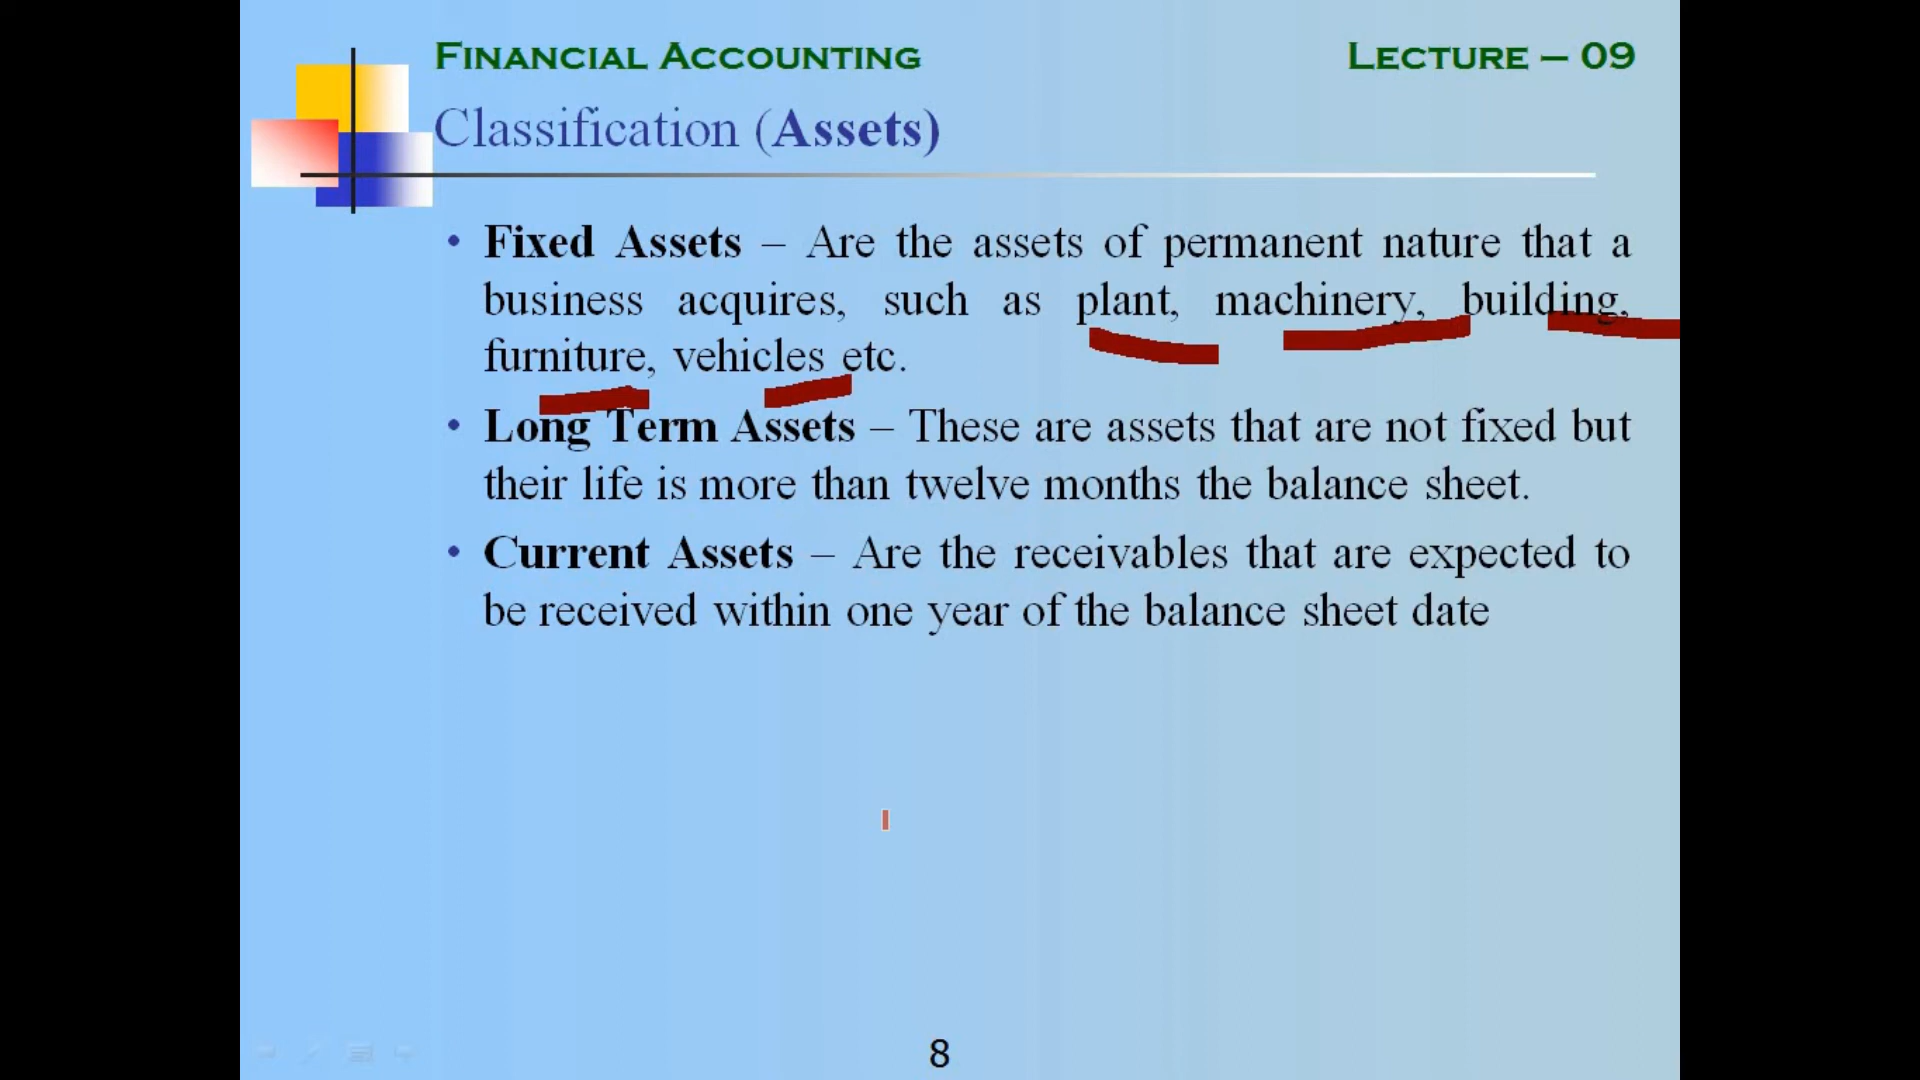 FINANCIAL ACCOUNTING LECTURE – 09
Classification (Assets)
• Fixed Assets – Are the assets of permanent nature that a
business acquires, such as plant, machinery, building,
furniture, vehicles etc.
• Long Term Assets – These are assets that are not fixed but
their life is more than twelve months the balance sheet.
• Current Assets – Are the receivables that are expected to
be received within one year of the balance sheet date
8